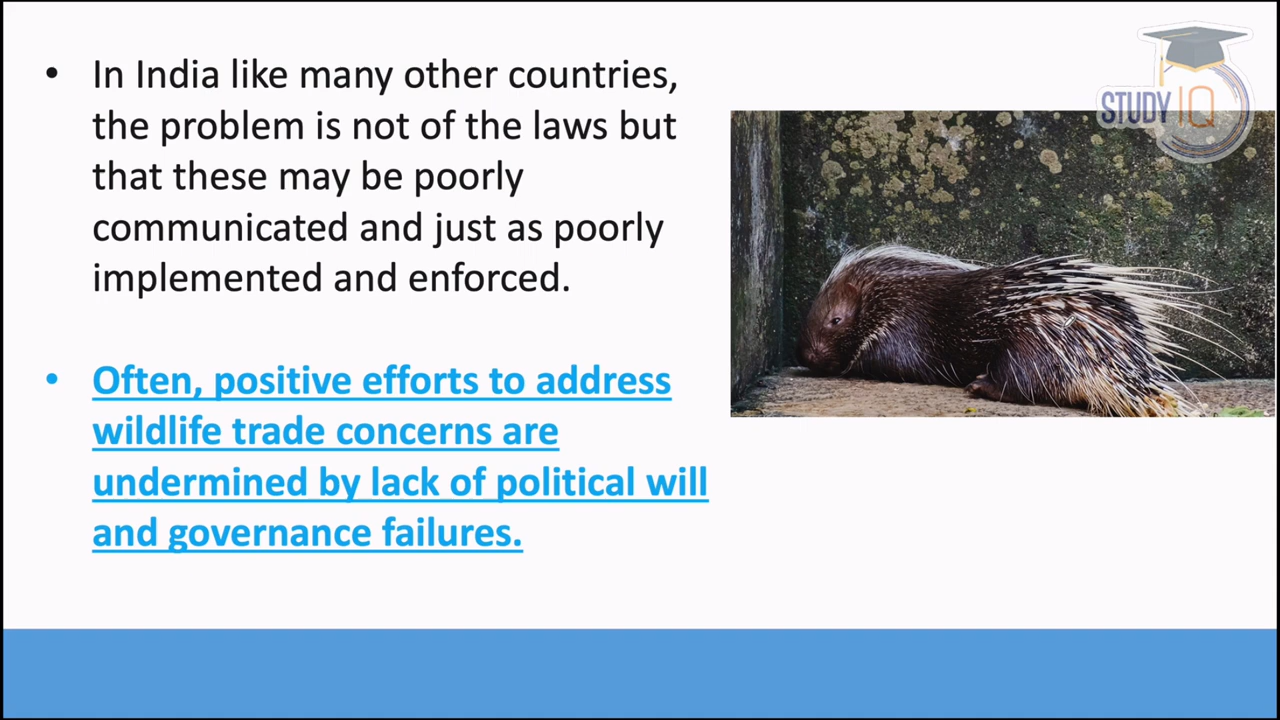 • In India like many other countries,
the problem is not of the laws but
that these may be poorly
communicated and just as poorly
implemented and enforced.
• Often, positive efforts to address
wildlife trade concerns are
undermined by lack of political will
and governance failures.
STUDY IQ